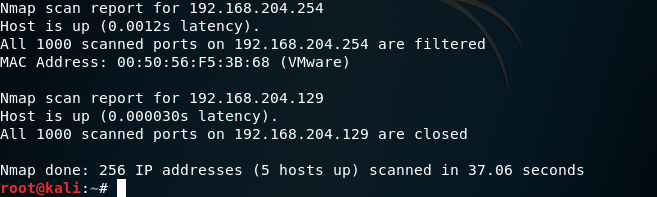 Nmap scan report for 192.168.204.254
Host is up (0.0012s latency).
All 1000 scanned ports on 192.168.204.254 are filtered
MAC Address: 00:50:56:F5:3B:68 (VMware)
Nmap scan report for 192.168.204.129
Host is up (0.000030s latency).
All 1000 scanned ports on 192.168.204.129 are closed
Nmap done: 256 IP addresses (5 hosts up) scanned in 37.06 seconds
root@kali:~#